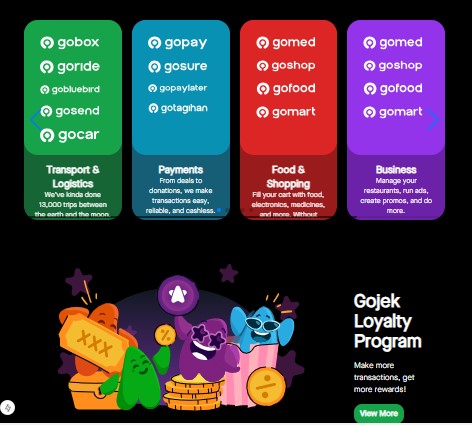 gobox
goride
gobluebird
gosend
gocar
Transport &
Logistics
We've kinda done
13,000 trips between
the earth and the moon.
gopay
gosure
gopaylater
gotagihan
Payments
From deals to
donations, we make
transactions easy,
reliable, and cashless.
gomed
goshop
gofood
gomart
Food &
Shopping
Fill your cart with food,
electronics, medicines,
and more. Without
gomed
goshop
gofood
gomart
Business
Manage your
restaurants, run ads,
create promos, and do
more.
XXX
%
Gojek
Loyalty
Program
Make more
transactions, get
more rewards!
View More